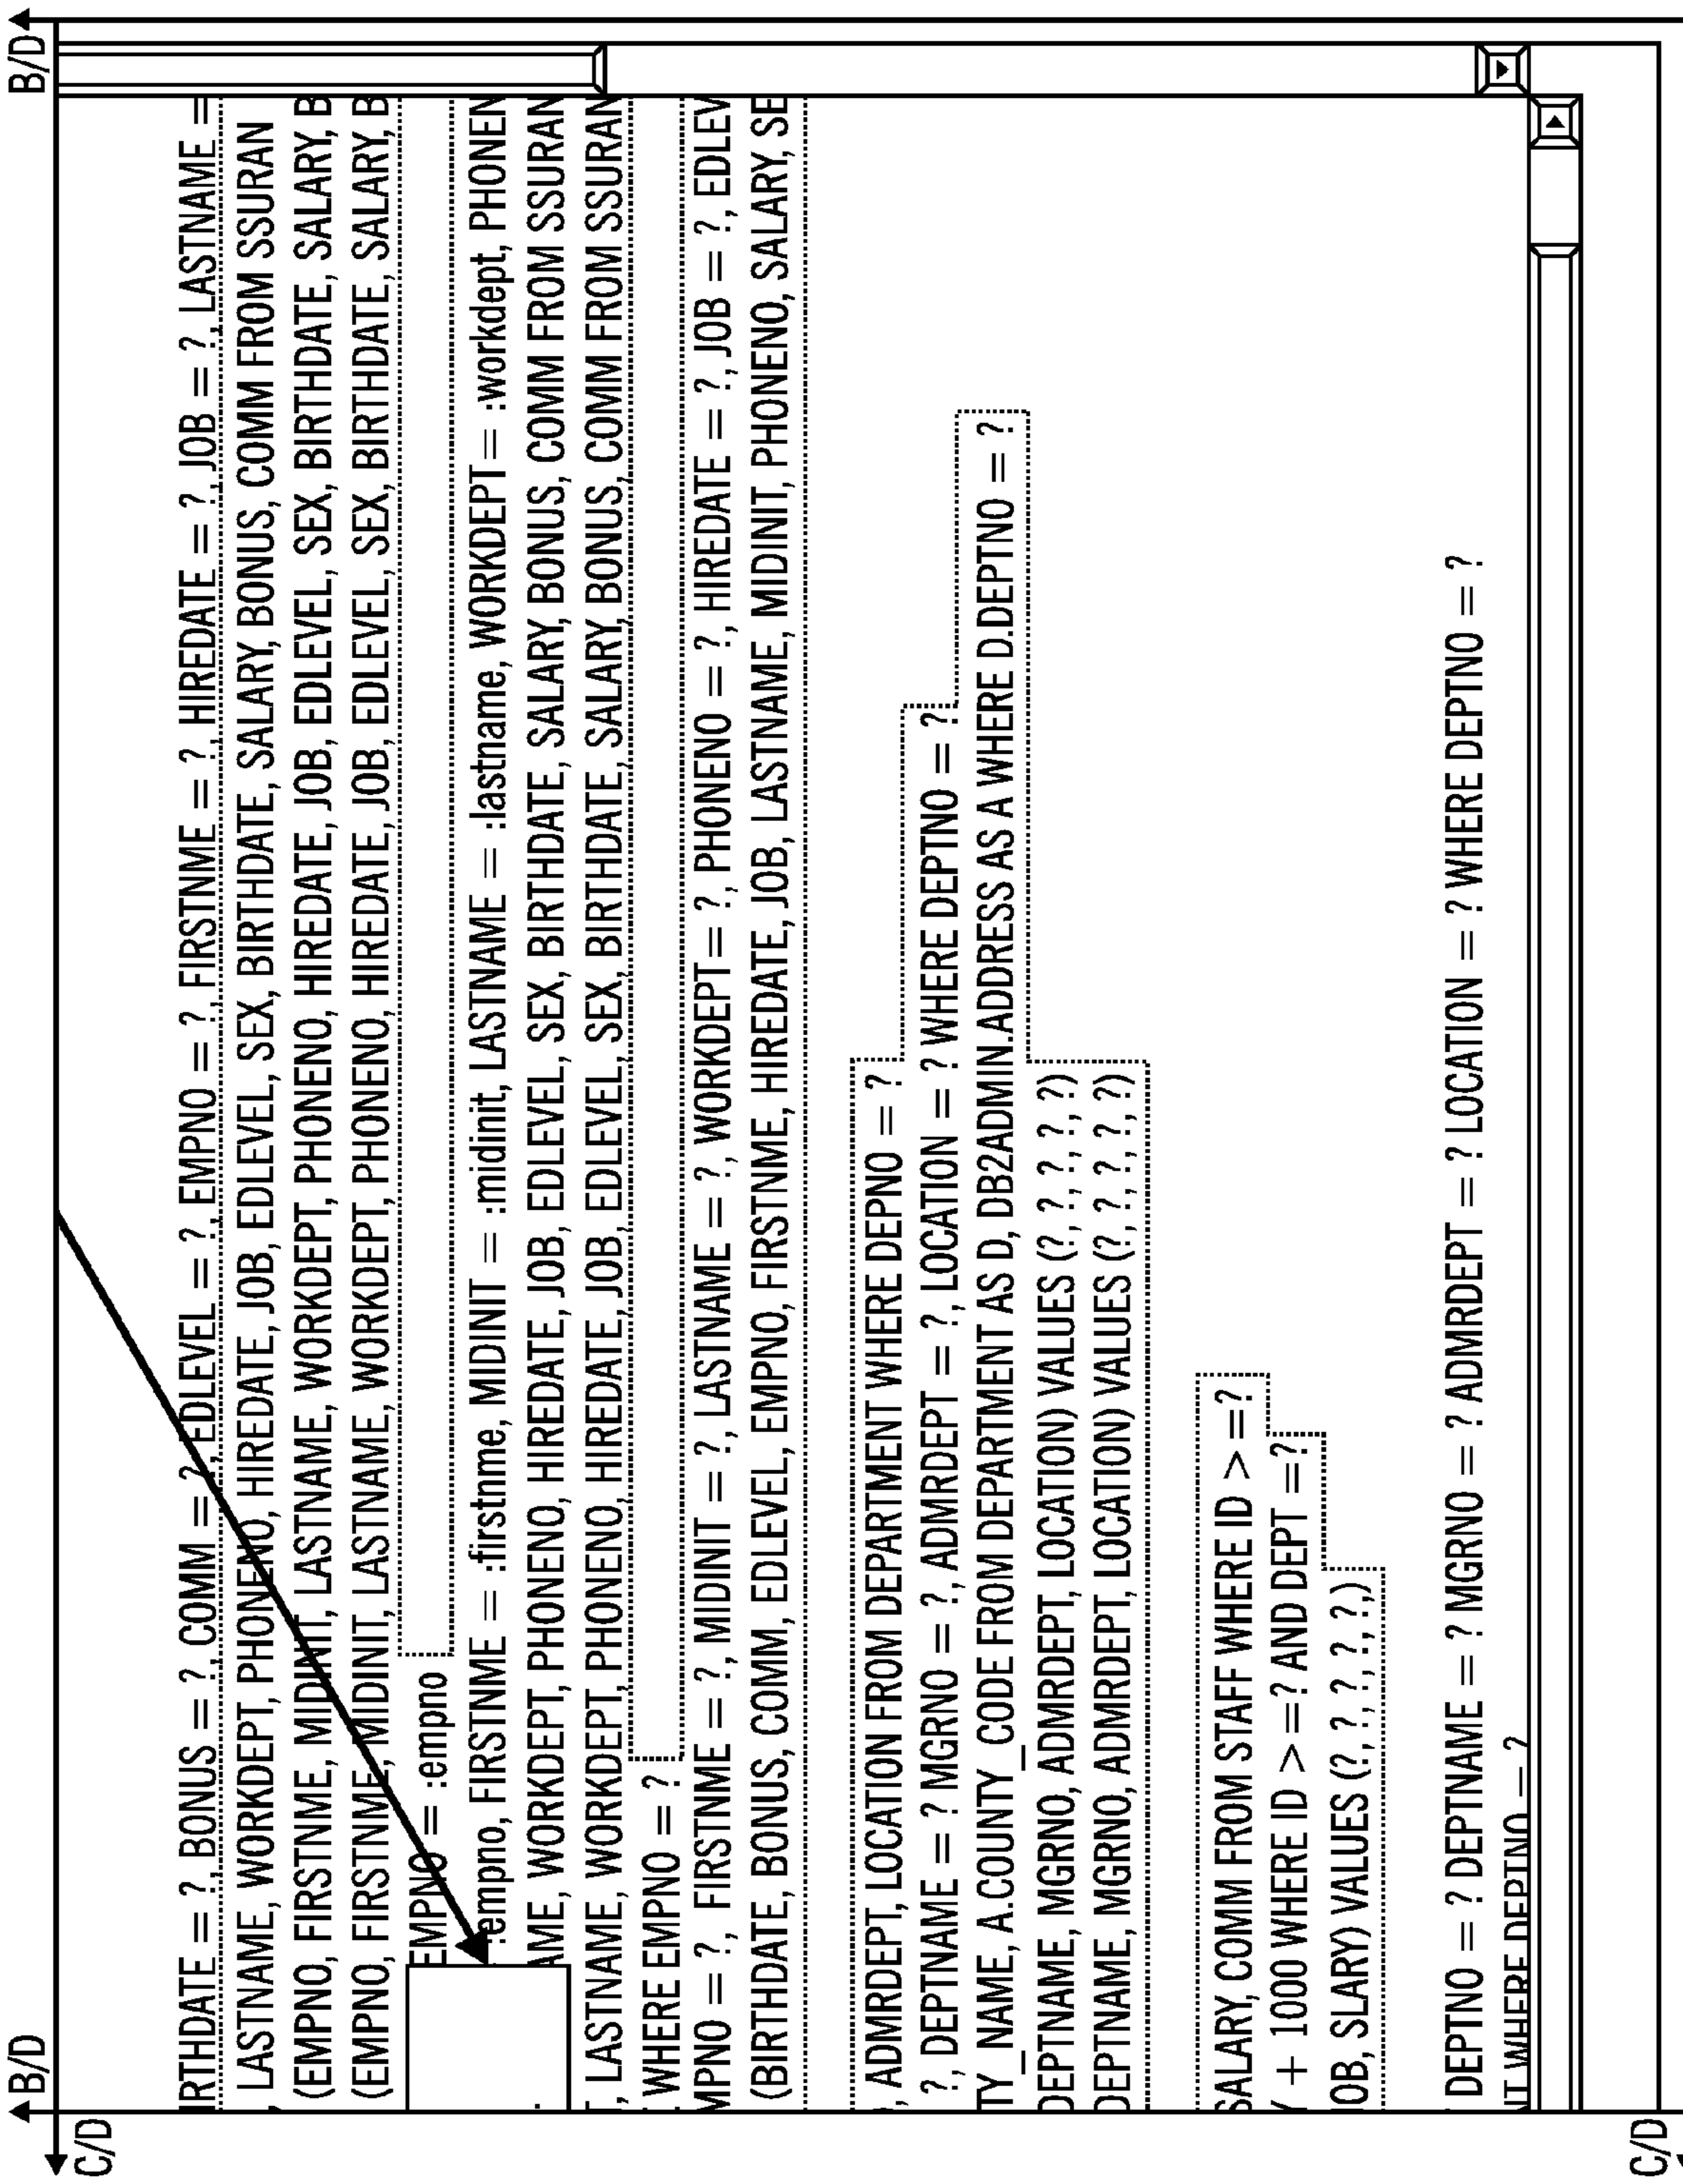 B/D
B/D
C/D
IRTHDATE = ?, BONUS = ?, COMM = ?, EDLEVEL = ?, EMPNO = ?, FIRSTNME = ?, HIREDATE = ?, JOB = ?, LASTNAME =
, LASTNAME, WORKDEPT, PHONENO, HIREDATE, JOB, EDLEVEL, SEX, BIRTHDATE, SALARY, BONUS, COMM FROM SSURAN
(EMPNO, FIRSTNME, MIDINIT, LASTNAME, WORKDEPT, PHONENO, HIREDATE, JOB, EDLEVEL, SEX, BIRTHDATE, SALARY, B
(EMPNO, FIRSTNME, MIDINIT, LASTNAME, WORKDEPT, PHONENO, HIREDATE, JOB, EDLEVEL, SEX, BIRTHDATE, SALARY, B
EMPNO = :empno
:empno, FIRSTNME = :firstnme, MIDINIT = :midinit, LASTNAME = :lastname, WORKDEPT = :workdept, PHONEN
AME, WORKDEPT, PHONENO, HIREDATE, JOB, EDLEVEL, SEX, BIRTHDATE, SALARY, BONUS, COMM FROM SSURAN
T, LASTNAME, WORKDEPT, PHONENO, HIREDATE, JOB, EDLEVEL, SEX, BIRTHDATE, SALARY, BONUS, COMM FROM SSURAN
WHERE EMPNO = ?
MPNO = ?, FIRSTNME = ?, MIDINIT = ?, LASTNAME = ?, WORKDEPT = ?, PHONENO = ?, HIREDATE = ?, JOB = ?, EDLEV
(BIRTHDATE, BONUS, COMM, EDLEVEL, EMPNO, FIRSTNME, HIREDATE, JOB, LASTNAME, MIDINIT, PHONENO, SALARY, SE
, ADMRDEPT, LOCATION FROM DEPARTMENT WHERE DEPNO = ?
?, DEPTNAME = ? MGRNO = ?, ADMRDEPT = ?, LOCATION = ? WHERE DEPTNO = ?
TY_NAME, A.COUNTY_CODE FROM DEPARTMENT AS D, DB2ADMIN.ADDRESS AS A WHERE D.DEPTNO = ?
DEPTNAME, MGRNO, ADMRDEPT, LOCATION) VALUES (?, ?, ?, ?, ?)
DEPTNAME, MGRNO, ADMRDEPT, LOCATION) VALUES (?, ?, ?, ?, ?)
SALARY, COMM FROM STAFF WHERE ID > =?
Y + 1000 WHERE ID > =? AND DEPT =?
JOB, SLARY) VALUES (?, ?, ?, ?, ?,)
DEPTNO = ? DEPTNAME = ? MGRNO = ? ADMRDEPT = ? LOCATION = ? WHERE DEPTNO = ?
NT WHERE DEPTNO = ?
C/D